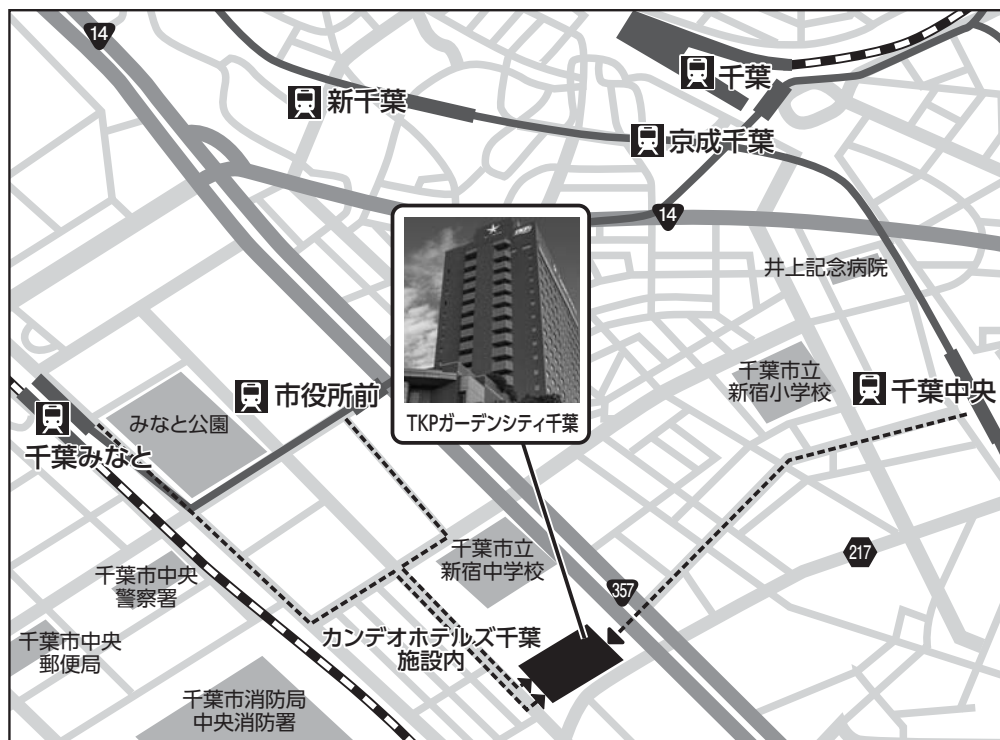 14
新千葉
千葉
京成千葉
14
井上記念病院
千葉市立
新宿小学校
千葉中央
市役所前
みなと公園
千葉みなと
TKPガーデンシティ千葉
217
千葉市立
新宿中学校
357
千葉市中央
警察署
千葉市中央
郵便局
カンデオホテルズ千葉
施設内
千葉市消防局
中央消防署